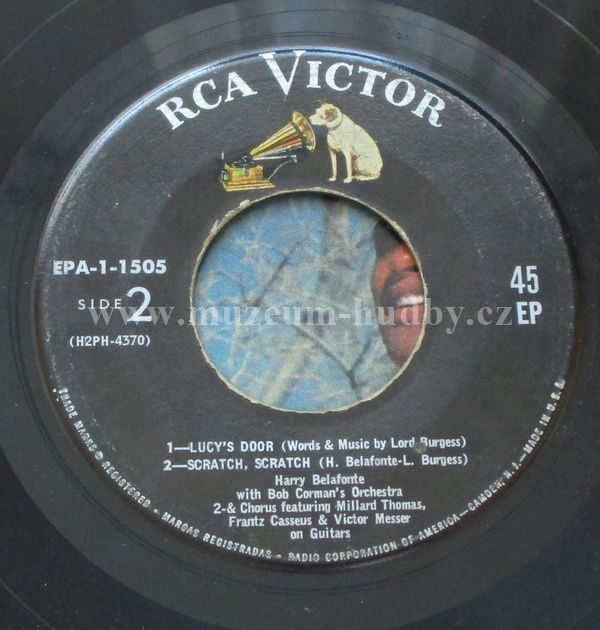 RCA VICTOR
EPA-1-1505
SIDE 2
(H2PH-4370)
45
EP
www.muzeum-hudby.cz
1—LUCY'S DOOR (Words & Music by Lord Burgess)
2—SCRATCH, SCRATCH (H. Belafonte-L. Burgess)
Harry Belafonte
with Bob Corman's Orchestra
2-& Chorus featuring Millard Thomas,
Frantz Casseus & Victor Messer
on Guitars
TRADE MARKS ® REGISTERED - MARCAS REGISTRADAS - RADIO CORPORATION OF AMERICA—CAMDEN, N.J.—MADE IN U.S.A.